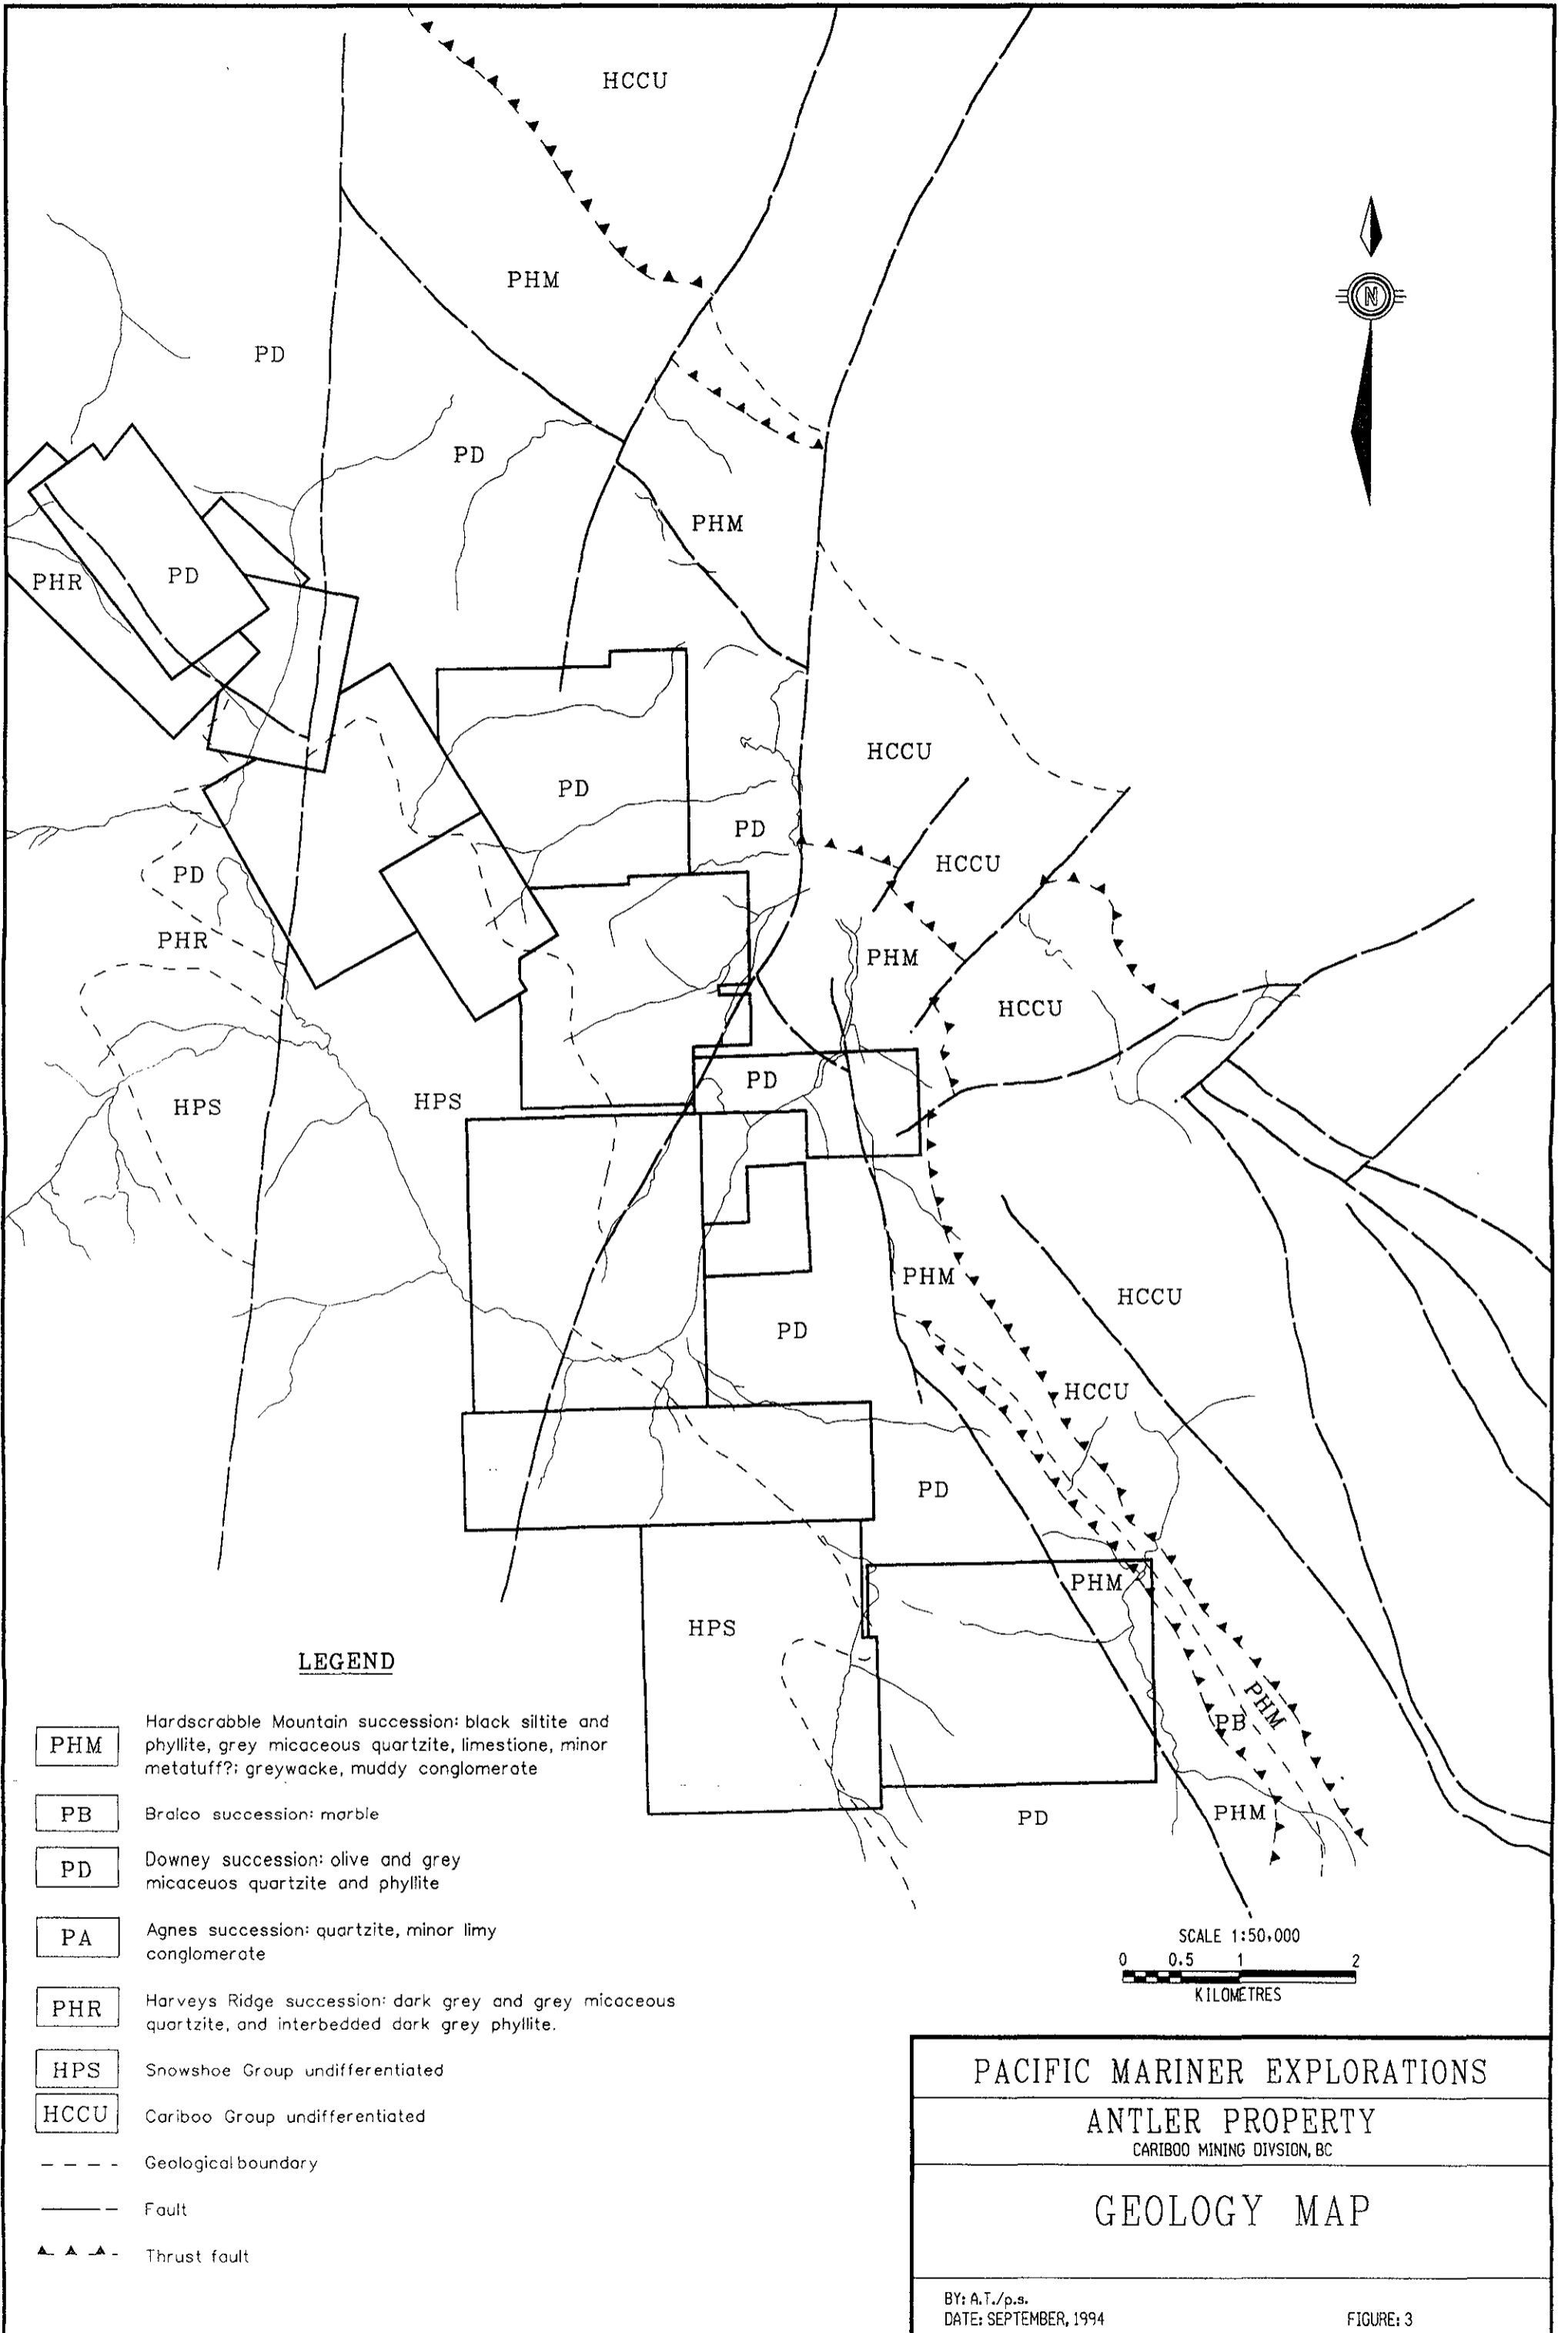 HCCU
PHM
PD
PD
PHM
PHR
PD
HCCU
PD
PD
HCCU
PD
PHR
PHM
HCCU
PD
HPS
HPS
PHM
HCCU
PD
HCCU
PD
PHM
HPS
PHM
PB
PHM
PD
N
LEGEND
PHM
Hardscrabble Mountain succession: black siltite and
phyllite, grey micaceous quartzite, limestione, minor
metatuff?; greywacke, muddy conglomerate
PB
Bralco succession: marble
PD
Downey succession: olive and grey
micaceuos quartzite and phyllite
PA
Agnes succession: quartzite, minor limy
conglomerate
PHR
Harveys Ridge succession: dark grey and grey micaceous
quartzite, and interbedded dark grey phyllite.
HPS
Snowshoe Group undifferentiated
HCCU
Cariboo Group undifferentiated
Geological boundary
Fault
Thrust fault
SCALE 1:50,000
0 0.5 1 2
KILOMETRES
PACIFIC MARINER EXPLORATIONS
ANTLER PROPERTY
CARIBOO MINING DIVSION, BC
GEOLOGY MAP
BY: A.T./p.s.
DATE: SEPTEMBER, 1994
FIGURE: 3